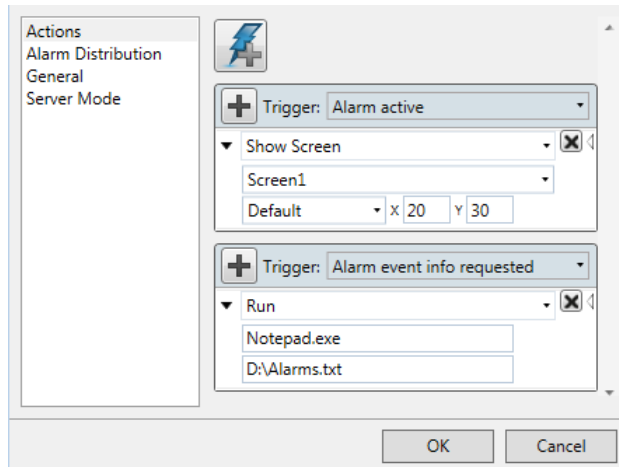 Actions
Alarm Distribution
General
Server Mode
Trigger: Alarm active
Show Screen
Screen1
Default X 20 Y 30
Trigger: Alarm event info requested
Run
Notepad.exe
D:\Alarms.txt
OK Cancel